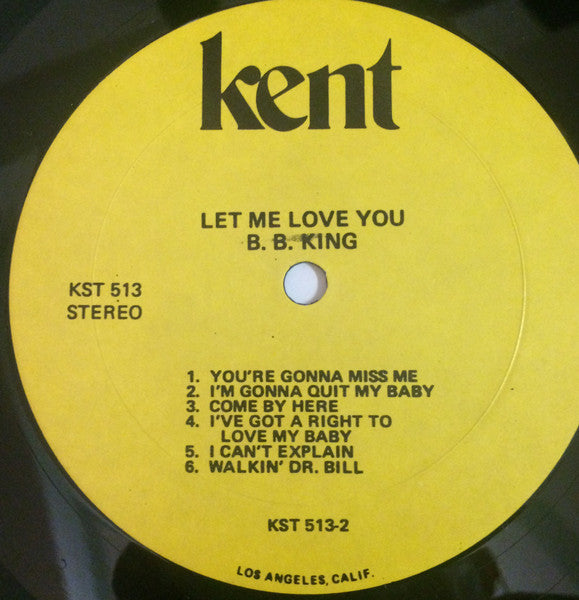 kent
LET ME LOVE YOU
B. B. KING
KST 513
STEREO
1. YOU'RE GONNA MISS ME
2. I'M GONNA QUIT MY BABY
3. COME BY HERE
4. I'VE GOT A RIGHT TO
LOVE MY BABY
5. I CAN'T EXPLAIN
6. WALKIN' DR. BILL
KST 513-2
LOS ANGELES, CALIF.